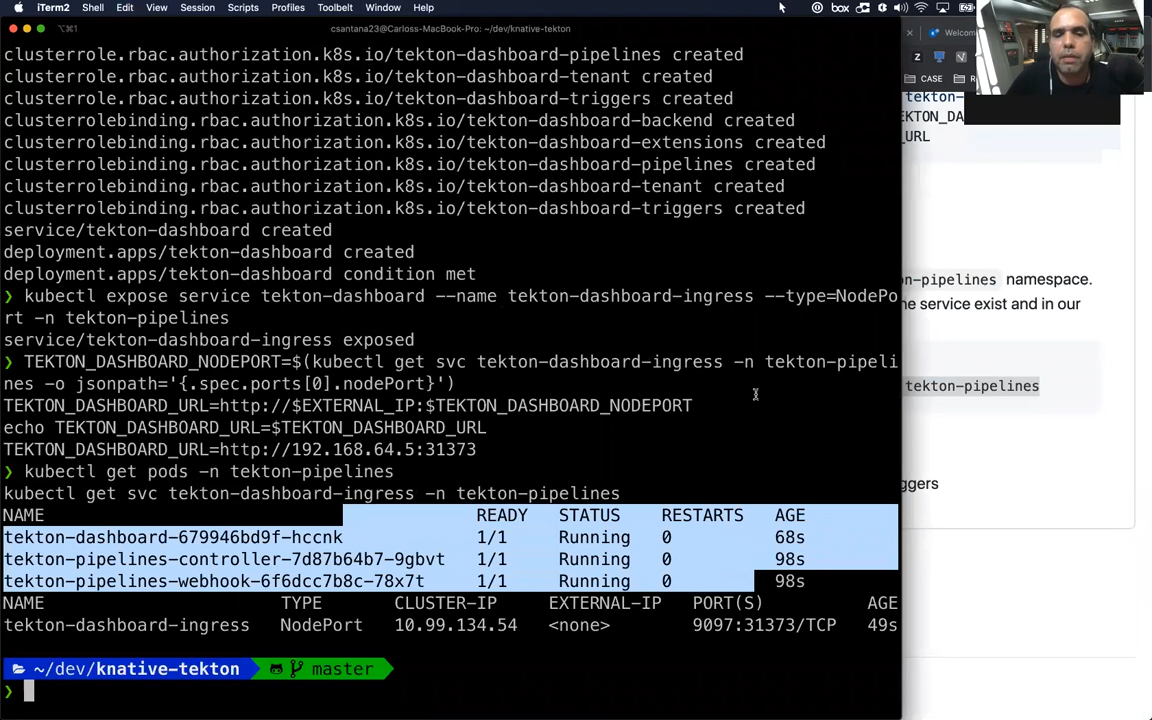 iTerm2 Shell Edit View Session Scripts Profiles Toolbelt Window Help
box
⌥⌘1
csantana23@Carloss-MacBook-Pro: ~/dev/knative-tekton
clusterrole.rbac.authorization.k8s.io/tekton-dashboard-pipelines created
clusterrole.rbac.authorization.k8s.io/tekton-dashboard-tenant created
clusterrole.rbac.authorization.k8s.io/tekton-dashboard-triggers created
clusterrolebinding.rbac.authorization.k8s.io/tekton-dashboard-backend created
clusterrolebinding.rbac.authorization.k8s.io/tekton-dashboard-extensions created
clusterrolebinding.rbac.authorization.k8s.io/tekton-dashboard-pipelines created
clusterrolebinding.rbac.authorization.k8s.io/tekton-dashboard-tenant created
clusterrolebinding.rbac.authorization.k8s.io/tekton-dashboard-triggers created
service/tekton-dashboard created
deployment.apps/tekton-dashboard created
deployment.apps/tekton-dashboard condition met
❯ kubectl expose service tekton-dashboard --name tekton-dashboard-ingress --type=NodePo
rt -n tekton-pipelines
service/tekton-dashboard-ingress exposed
❯ TEKTON_DASHBOARD_NODEPORT=$(kubectl get svc tekton-dashboard-ingress -n tekton-pipeli
nes -o jsonpath='{.spec.ports[0].nodePort}')
TEKTON_DASHBOARD_URL=http://$EXTERNAL_IP:$TEKTON_DASHBOARD_NODEPORT
echo TEKTON_DASHBOARD_URL=$TEKTON_DASHBOARD_URL
TEKTON_DASHBOARD_URL=http://192.168.64.5:31373
❯ kubectl get pods -n tekton-pipelines
kubectl get svc tekton-dashboard-ingress -n tekton-pipelines
NAME READY STATUS RESTARTS AGE
tekton-dashboard-679946bd9f-hccnk 1/1 Running 0 68s
tekton-pipelines-controller-7d87b64b7-9gbvt 1/1 Running 0 98s
tekton-pipelines-webhook-6f6dcc7b8c-78x7t 1/1 Running 0 98s
NAME TYPE CLUSTER-IP EXTERNAL-IP PORT(S) AGE
tekton-dashboard-ingress NodePort 10.99.134.54 <none> 9097:31373/TCP 49s
~/dev/knative-tekton master
❯
Welcom
CASE
tekton-
EKTON_DA
_URL
on-pipelines namespace.
he service exist and in our
tekton-pipelines
ggers